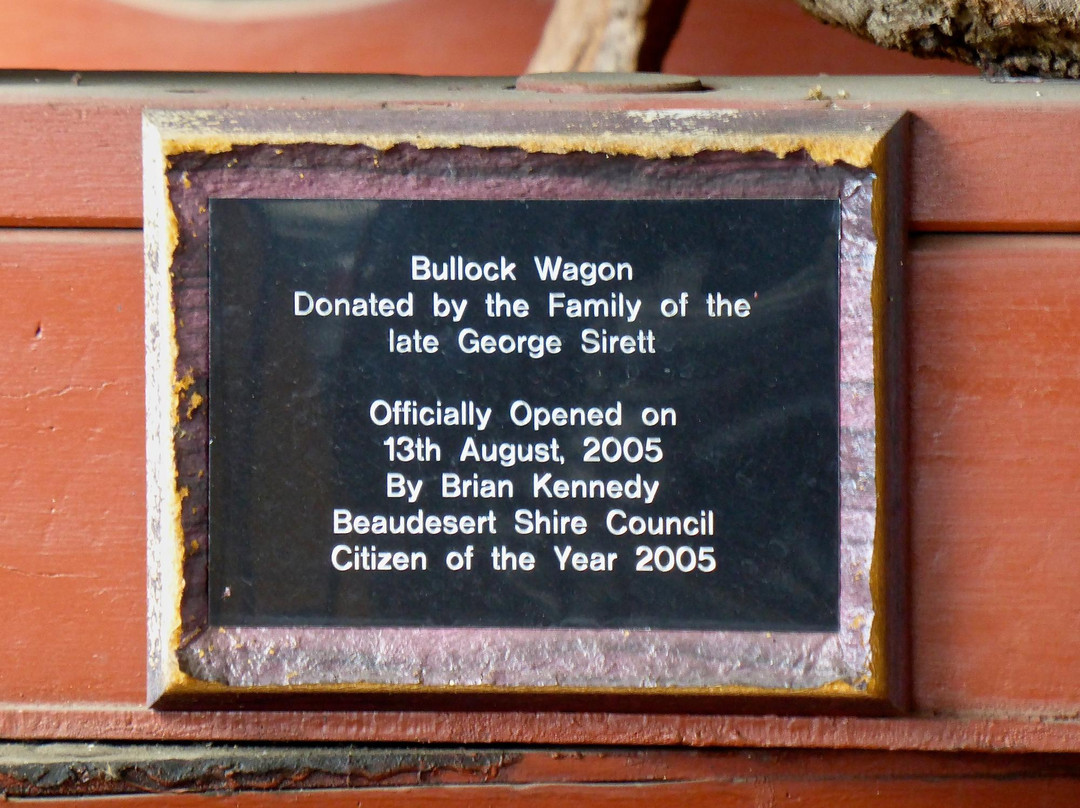 Bullock Wagon
Donated by the Family of the
late George Sirett
Officially Opened on
13th August, 2005
By Brian Kennedy
Beaudesert Shire Council
Citizen of the Year 2005